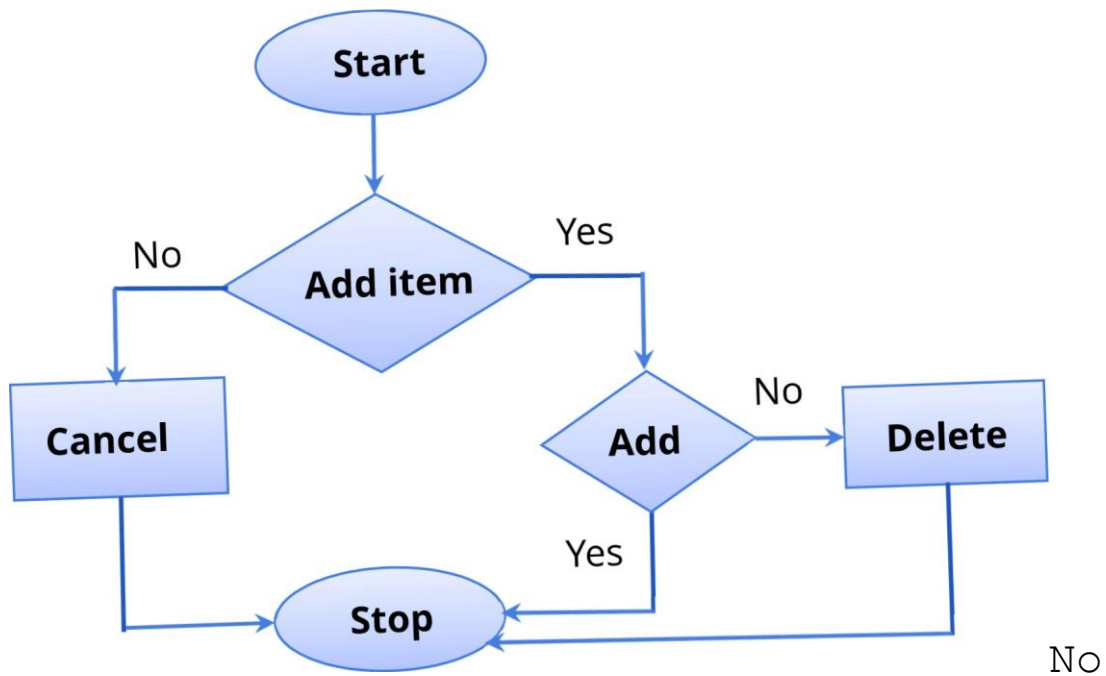 Start
Yes
No
Add item
No
Cancel
Add
Delete
Yes
Stop
No